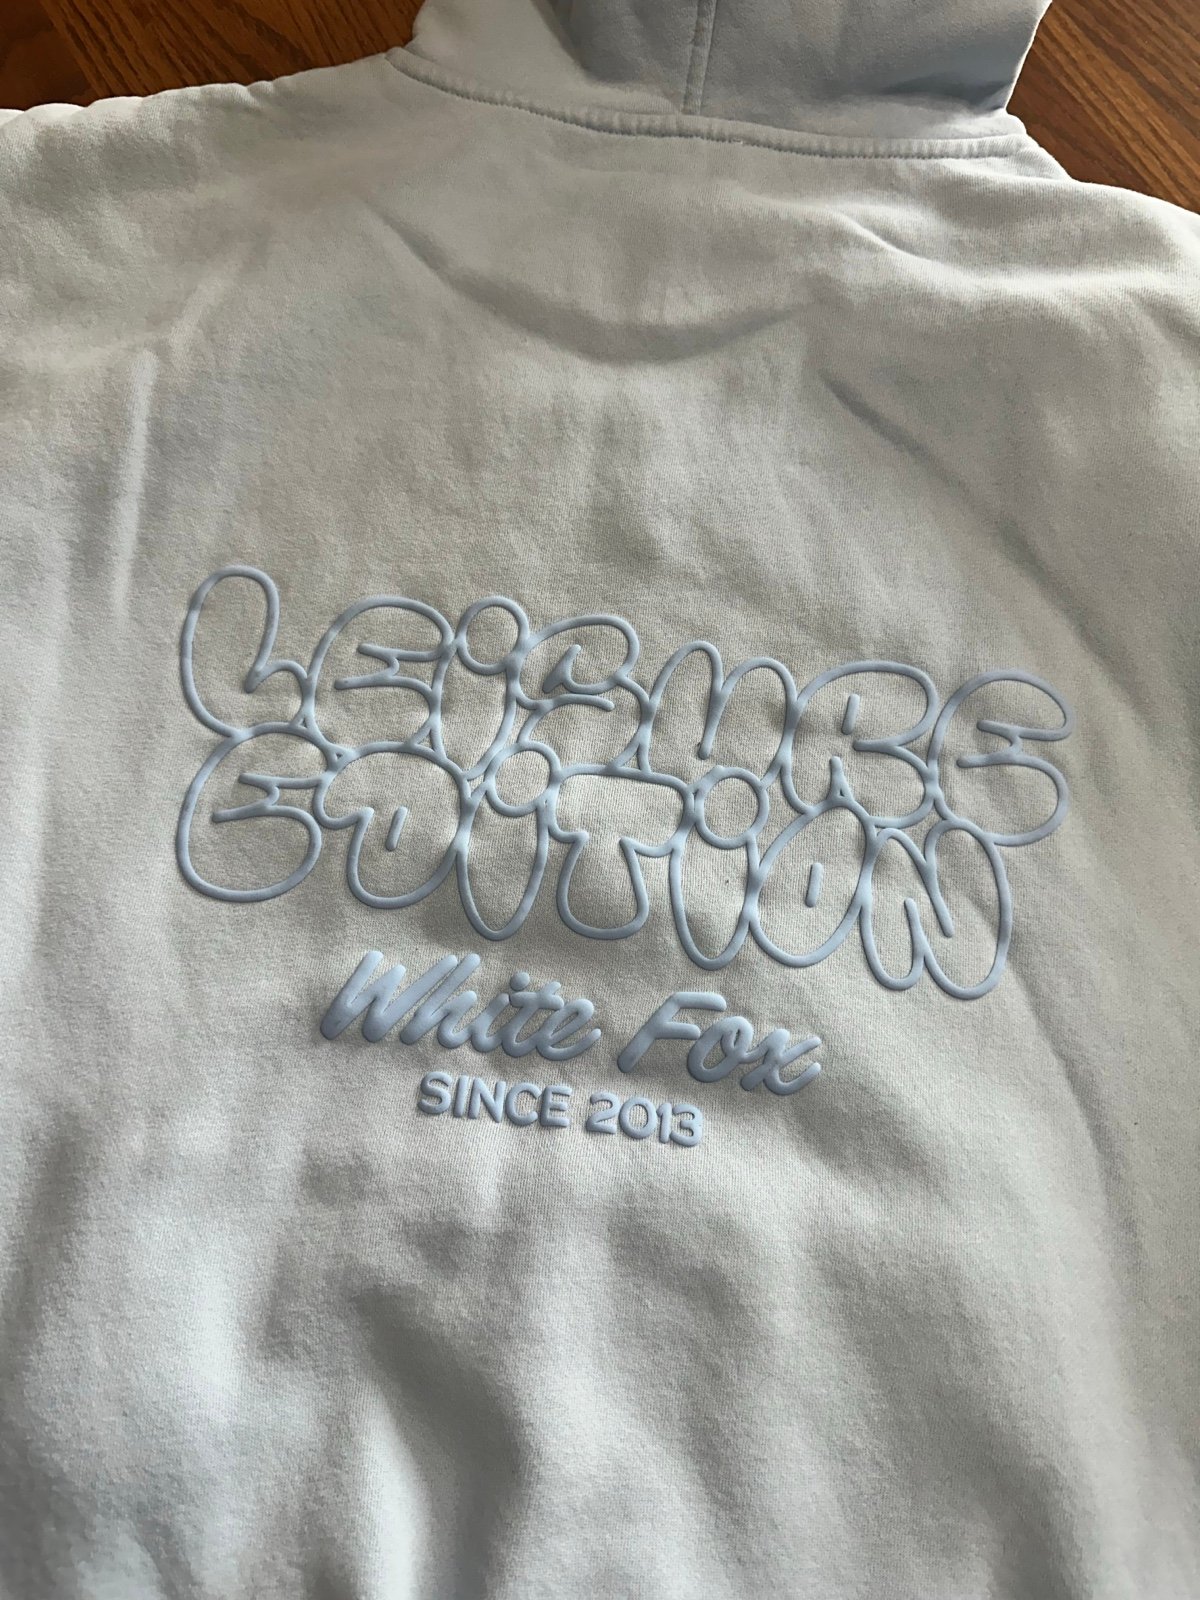 LEISURE
EDITION
White Fox
SINCE 2013